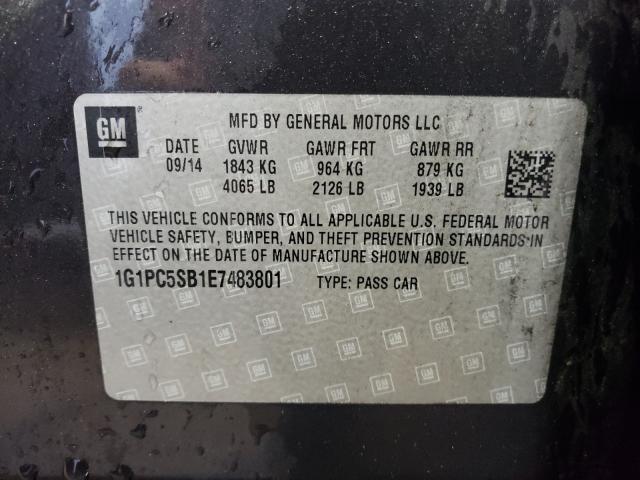 GM ®
MFD BY GENERAL MOTORS LLC
DATE GVWR GAWR FRT GAWR RR
09/14 1843 KG 964 KG 879 KG
4065 LB 2126 LB 1939 LB
THIS VEHICLE CONFORMS TO ALL APPLICABLE U.S. FEDERAL MOTOR
VEHICLE SAFETY, BUMPER, AND THEFT PREVENTION STANDARDS IN
EFFECT ON THE DATE OF MANUFACTURE SHOWN ABOVE.
1G1PC5SB1E7483801 TYPE: PASS CAR